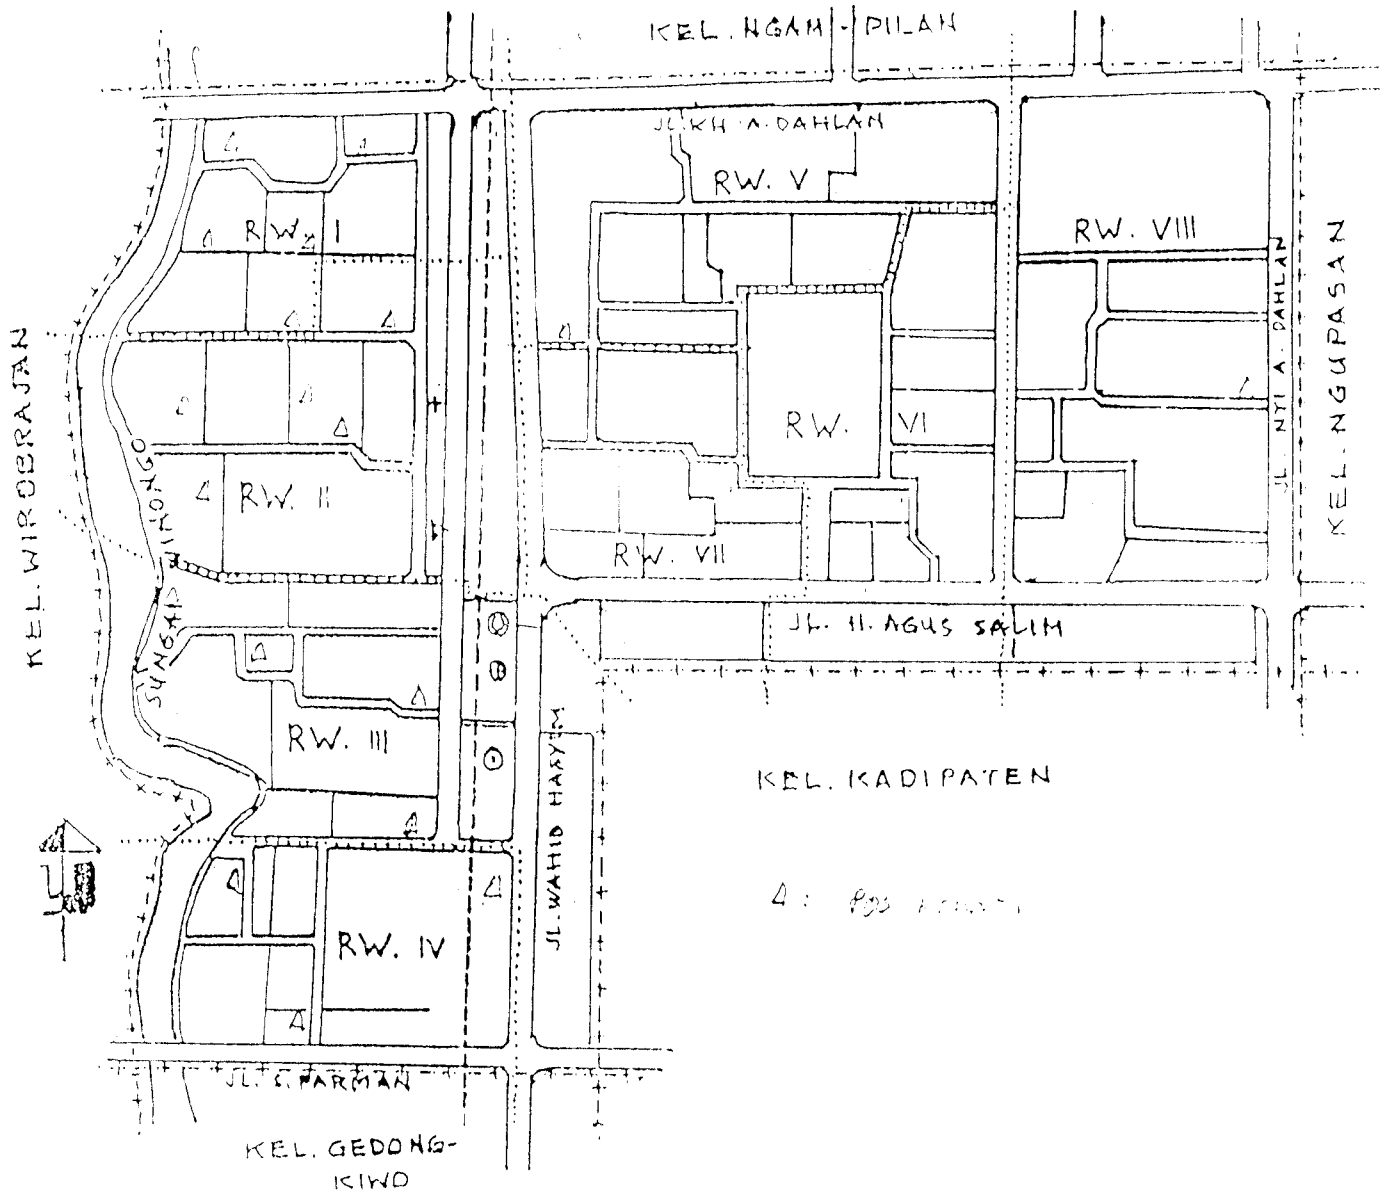 KEL. NGAM - PILAN
JL. KH. A. DAHLAN
RW. V
RW. I
RW. VIII
KEL. WIROBRAJAN
JL. NYI A. DAHLAN
KEL. NGUPASAN
RW. VI
RW. II
SUNGAI WINONGO
RW. VII
JL. H. AGUS SALIM
RW. III
JL. WAHID HASYIM
KEL. KADIPATEN
U
RW. IV
Δ : Pos
JL. S. PARMAN
KEL. GEDONG-
KIWO